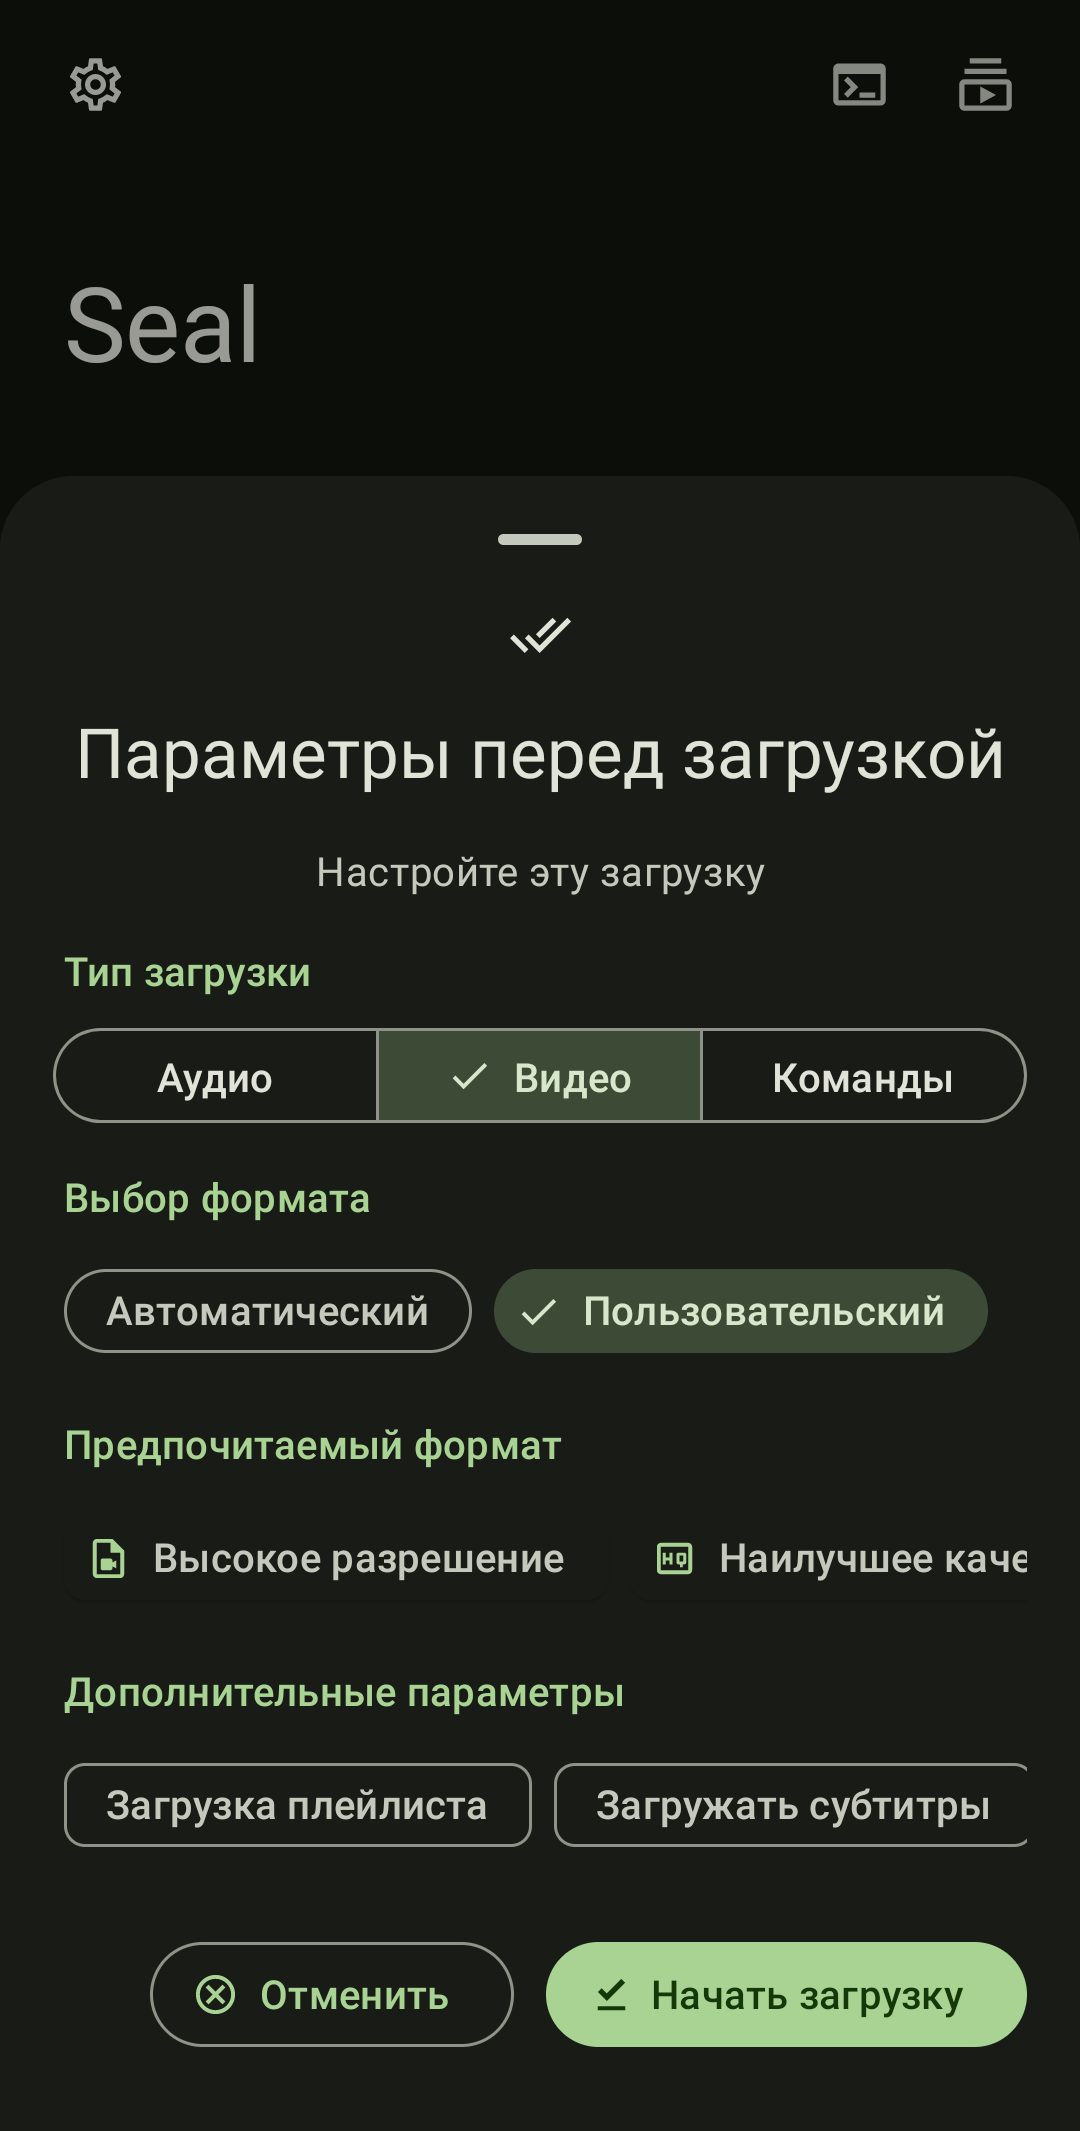 Seal
Параметры перед загрузкой
Настройте эту загрузку
Тип загрузки
Аудио
Видео
Команды
Выбор формата
Автоматический
Пользовательский
Предпочитаемый формат
Высокое разрешение
HQ
Наилучшее каче
Дополнительные параметры
Загрузка плейлиста
Загружать субтитры
Отменить
Начать загрузку